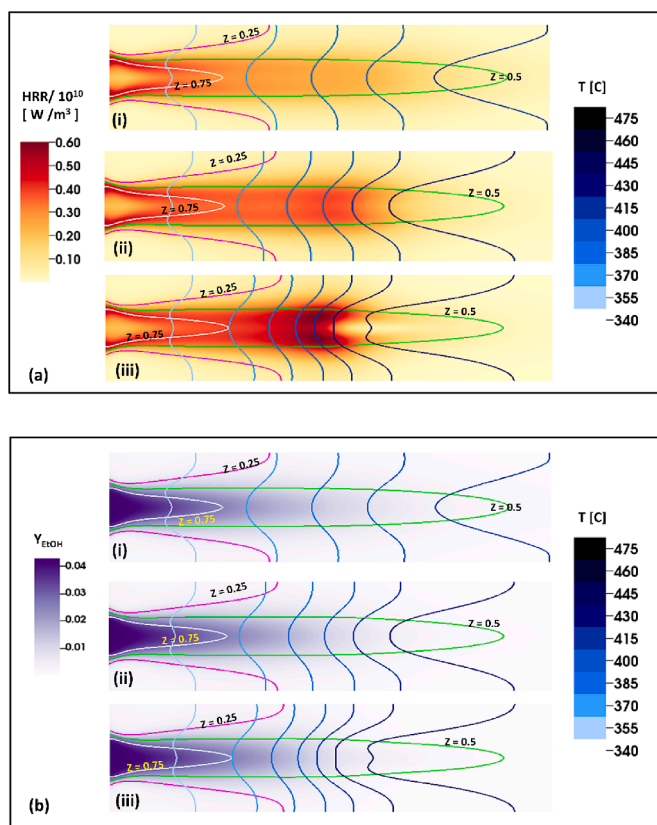 Z = 0.25
HRR/ 10¹⁰
[ W /m³ ]
T [C]
Z = 0.75
Z = 0.5
(i)
0.60
0.40
0.30
0.20
0.10
475
460
445
430
415
400
385
370
355
340
Z = 0.25
Z = 0.75
Z = 0.5
(ii)
Z = 0.25
Z = 0.5
Z = 0.75
(a)
(iii)
Z = 0.25
Z = 0.5
Z = 0.75
T [C]
Y EtOH
(i)
0.04
0.03
0.02
0.01
475
460
445
430
415
400
385
370
355
340
Z = 0.25
Z = 0.75
Z = 0.5
(ii)
Z = 0.25
Z = 0.5
Z = 0.75
(b)
(iii)